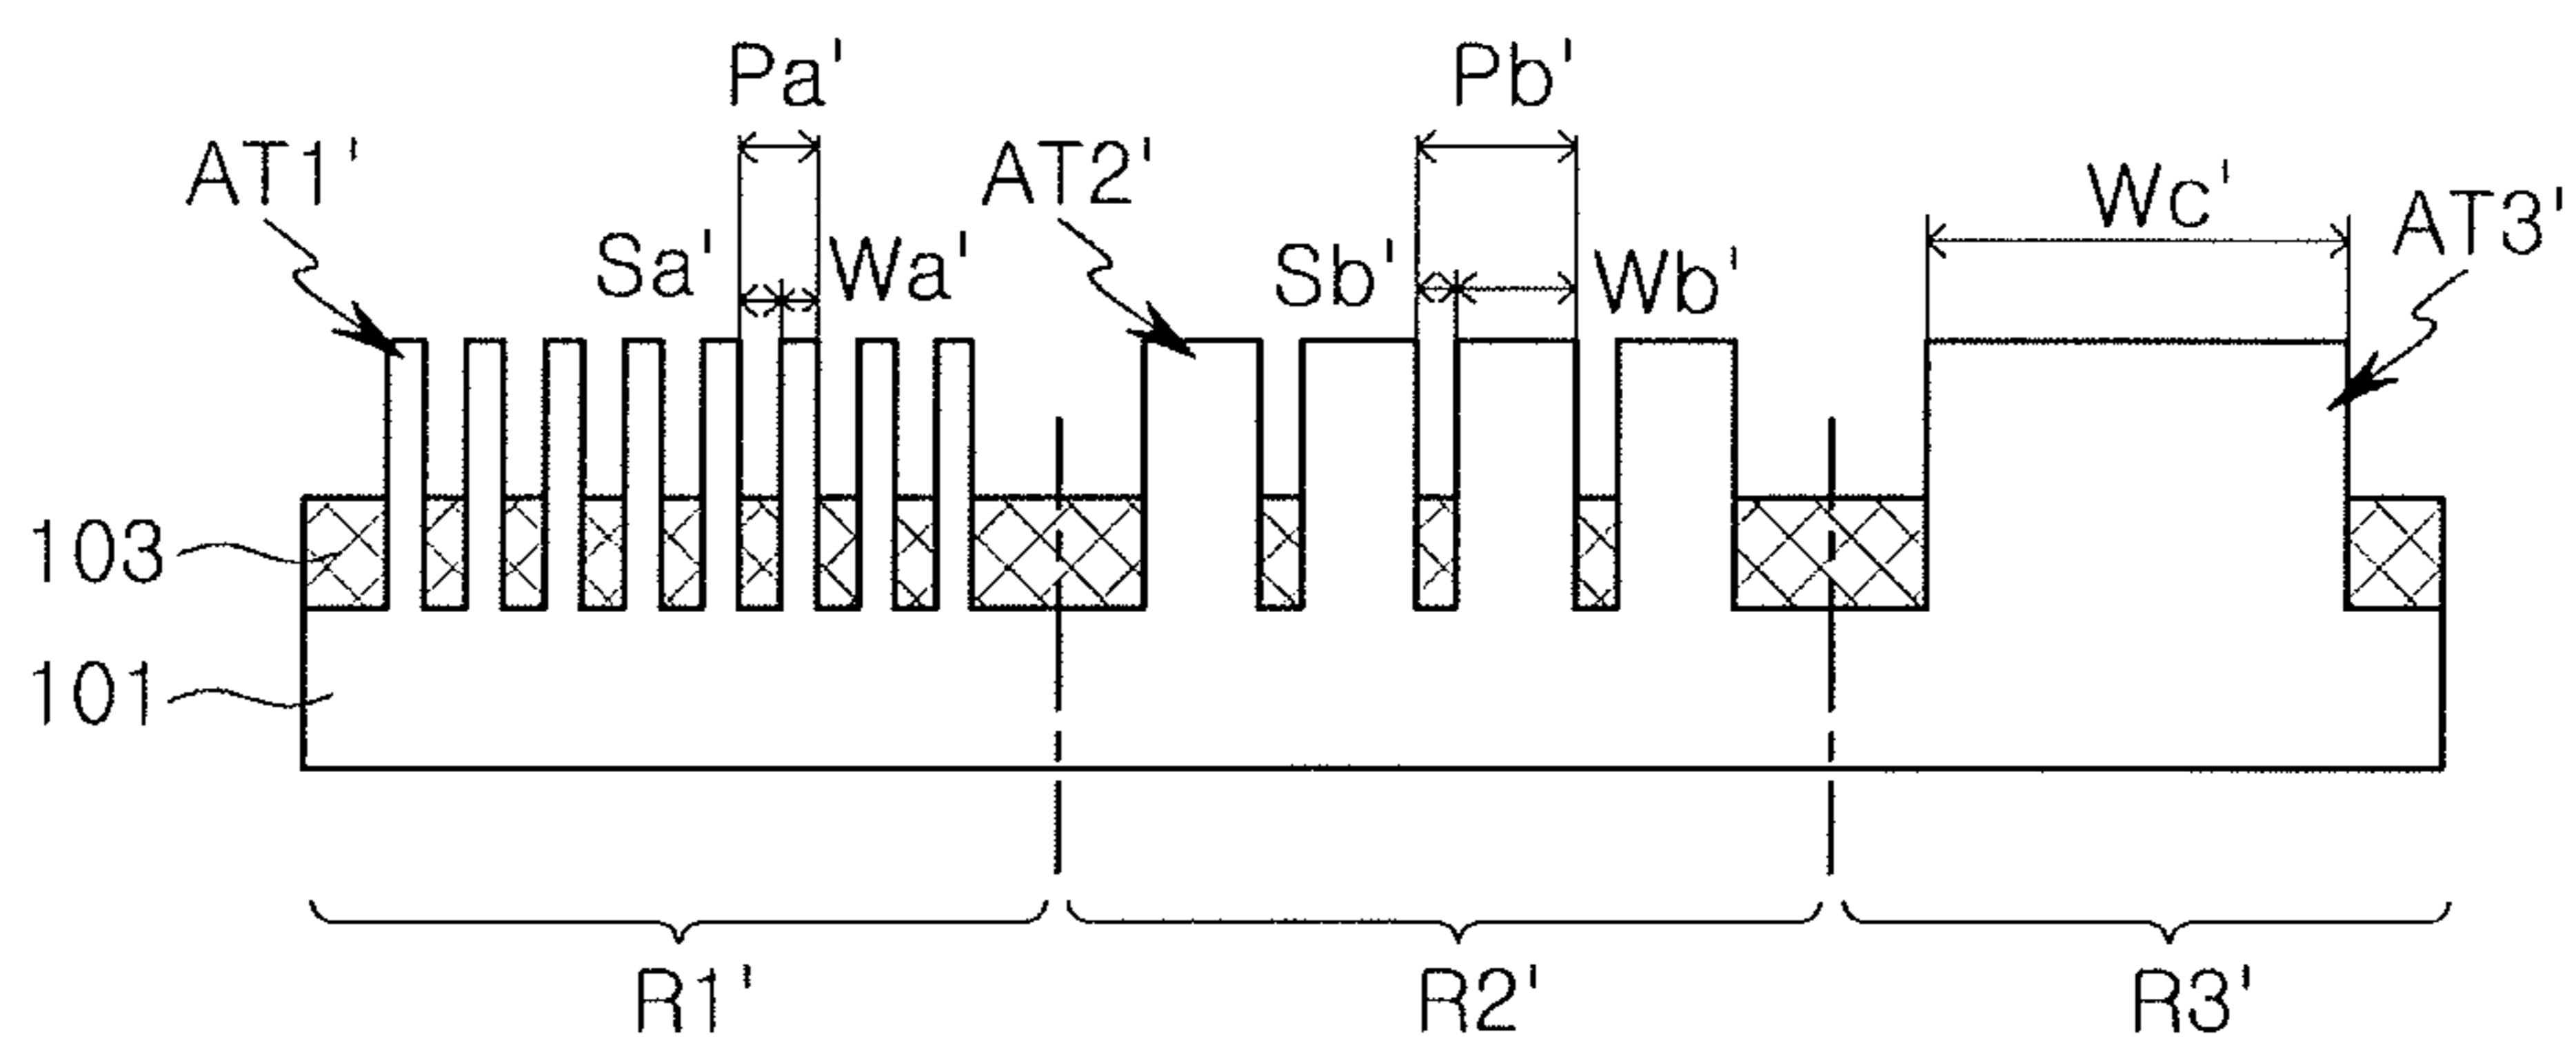 Pa' Pb'
AT1' AT2' Wc' AT3'
Sa' Wa' Sb' Wb'
103
101
R1' R2' R3'